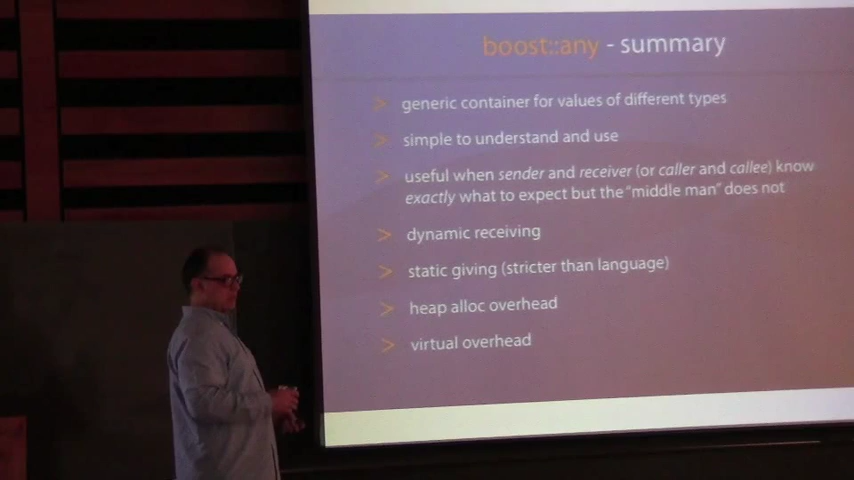 boost::any - summary
> generic container for values of different types
> simple to understand and use
> useful when sender and receiver (or caller and callee) know
exactly what to expect but the "middle man" does not
> dynamic receiving
> static giving (stricter than language)
> heap alloc overhead
> virtual overhead